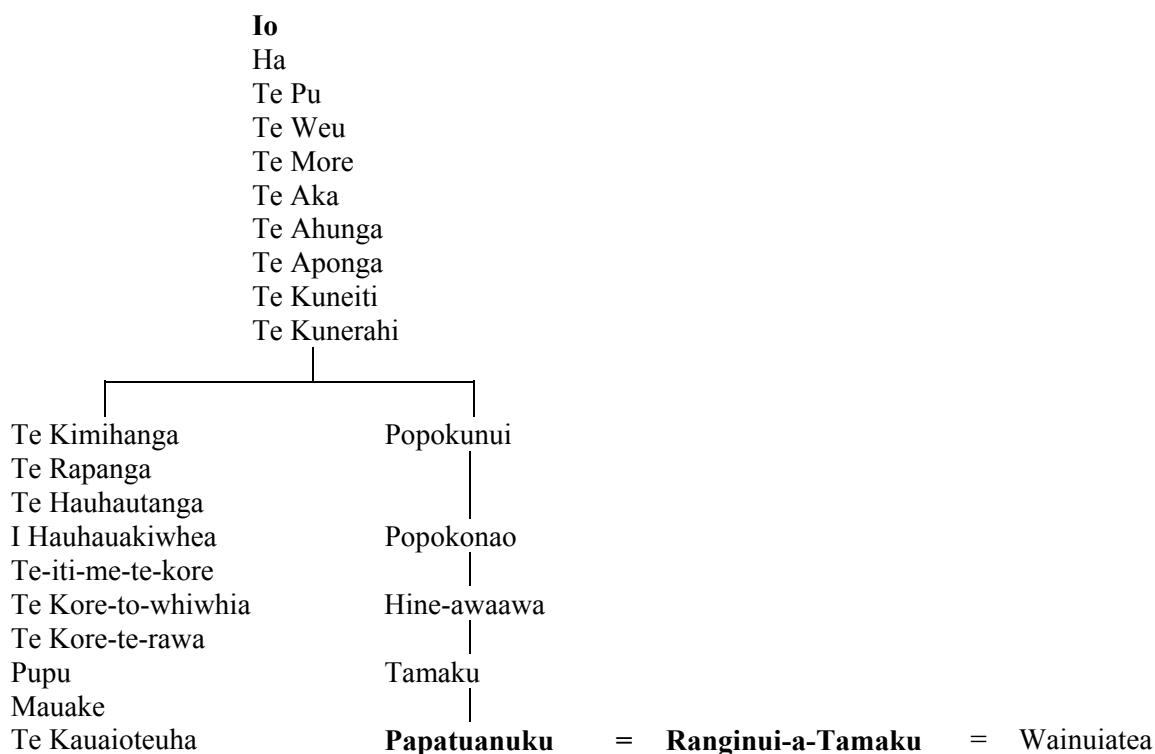 Io
Ha
Te Pu
Te Weu
Te More
Te Aka
Te Ahunga
Te Aponga
Te Kuneiti
Te Kunerahi
Te Kimihanga Popokunui
Te Rapanga
Te Hauhautanga
I Hauhauakiwhea Popokonao
Te-iti-me-te-kore
Te Kore-to-whiwhia Hine-awaawa
Te Kore-te-rawa
Pupu Tamaku
Mauake
Te Kauaioteuha Papatuanuku = Ranginui-a-Tamaku = Wainuiatea